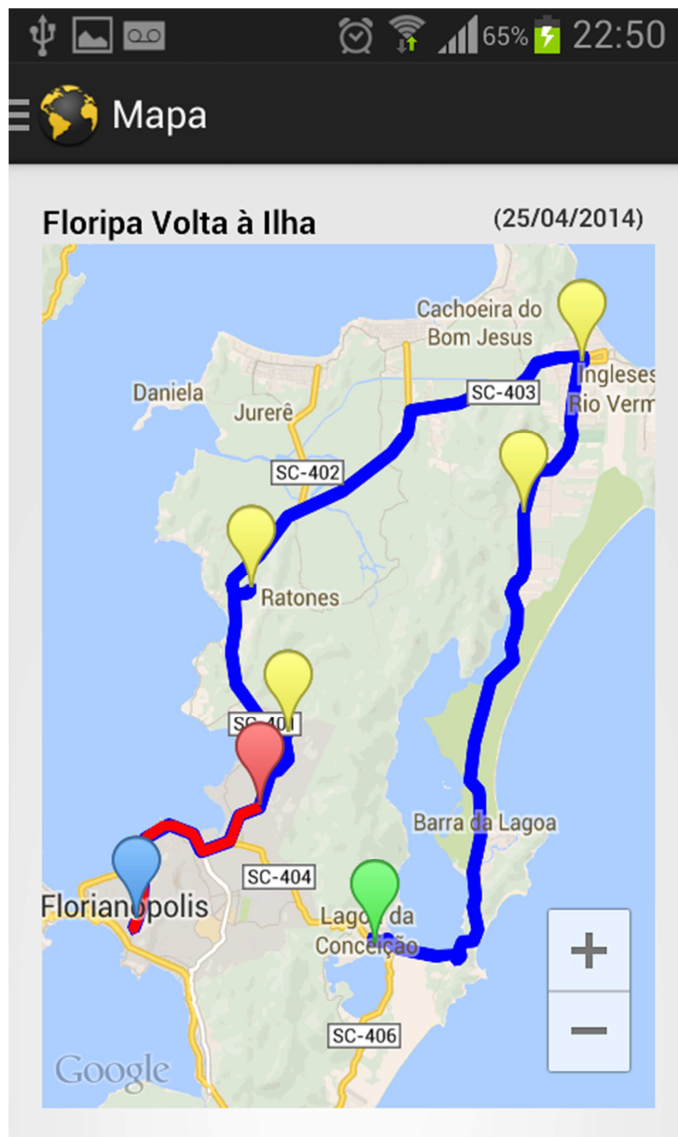 65% 22:50
Mapa
Floripa Volta à Ilha (25/04/2014)
Cachoeira do
Bom Jesus
Daniela
Jurerê
SC-403
Ingleses
Rio Verm
SC-402
Ratones
SC-401
Barra da Lagoa
SC-404
Florianópolis
Lagoa da
Conceição
SC-406
Google